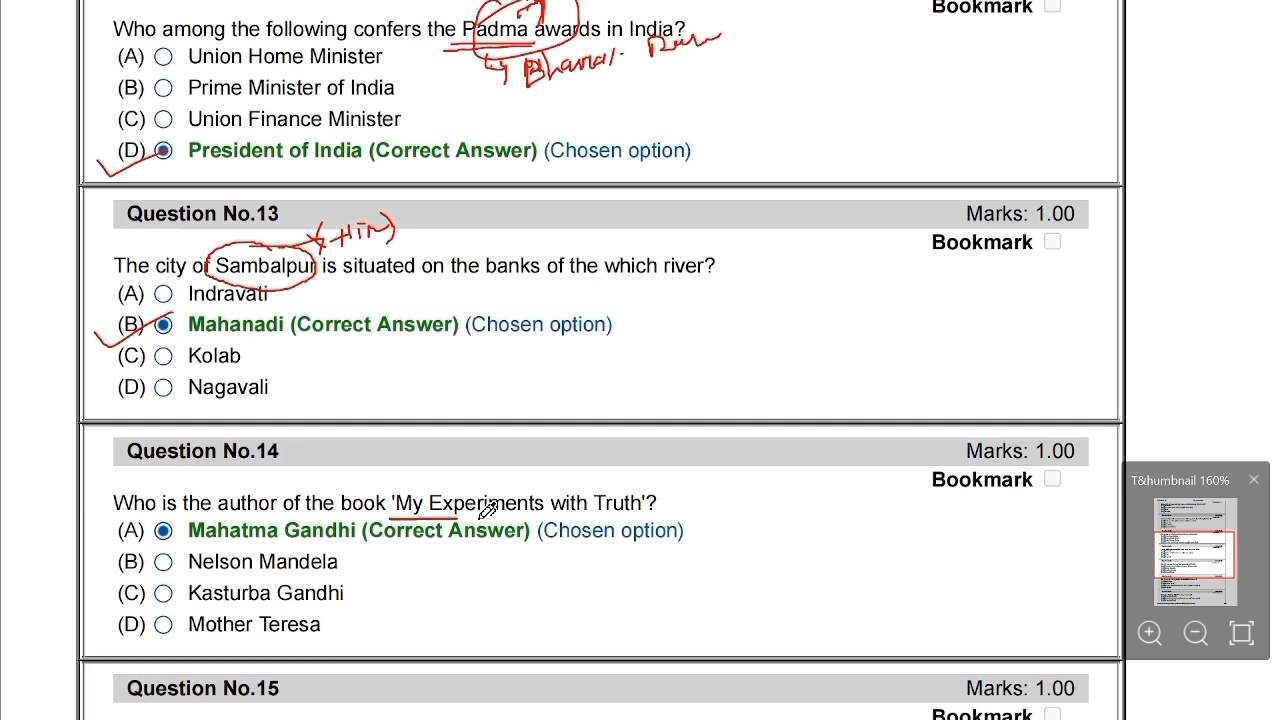 Bookmark
Who among the following confers the Padma awards in India?
(A) Union Home Minister
(B) Prime Minister of India
(C) Union Finance Minister
(D) President of India (Correct Answer) (Chosen option)
Question No.13 Marks: 1.00
Bookmark
The city of Sambalpur is situated on the banks of the which river?
(A) Indravati
(B) Mahanadi (Correct Answer) (Chosen option)
(C) Kolab
(D) Nagavali
Question No.14 Marks: 1.00
Bookmark
Who is the author of the book 'My Experiments with Truth'?
(A) Mahatma Gandhi (Correct Answer) (Chosen option)
(B) Nelson Mandela
(C) Kasturba Gandhi
(D) Mother Teresa
T&humbnail 160%
Question No.15 Marks: 1.00
Bookmark